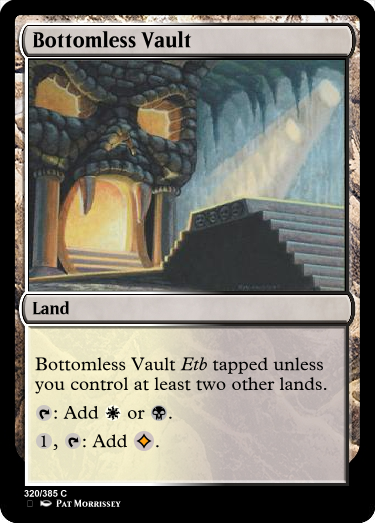 Bottomless Vault
Land
Bottomless Vault Etb tapped unless
you control at least two other lands.
: Add or .
1, : Add .
320/385 C
Pat Morrissey